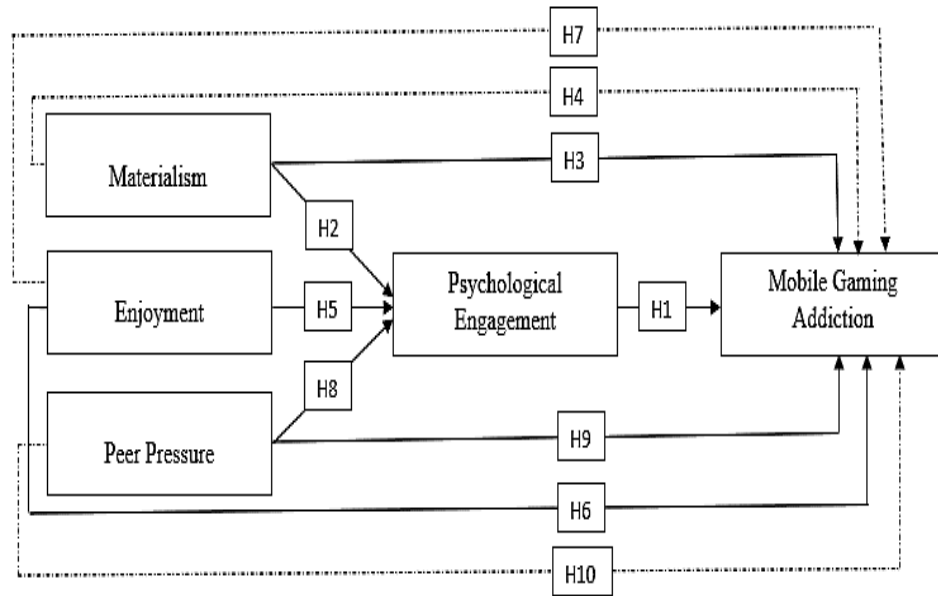 H7
H4
H3
Materialism
H2
Psychological
Engagement
Mobile Gaming
Addiction
Enjoyment
H5
H1
H8
Peer Pressure
H9
H6
H10